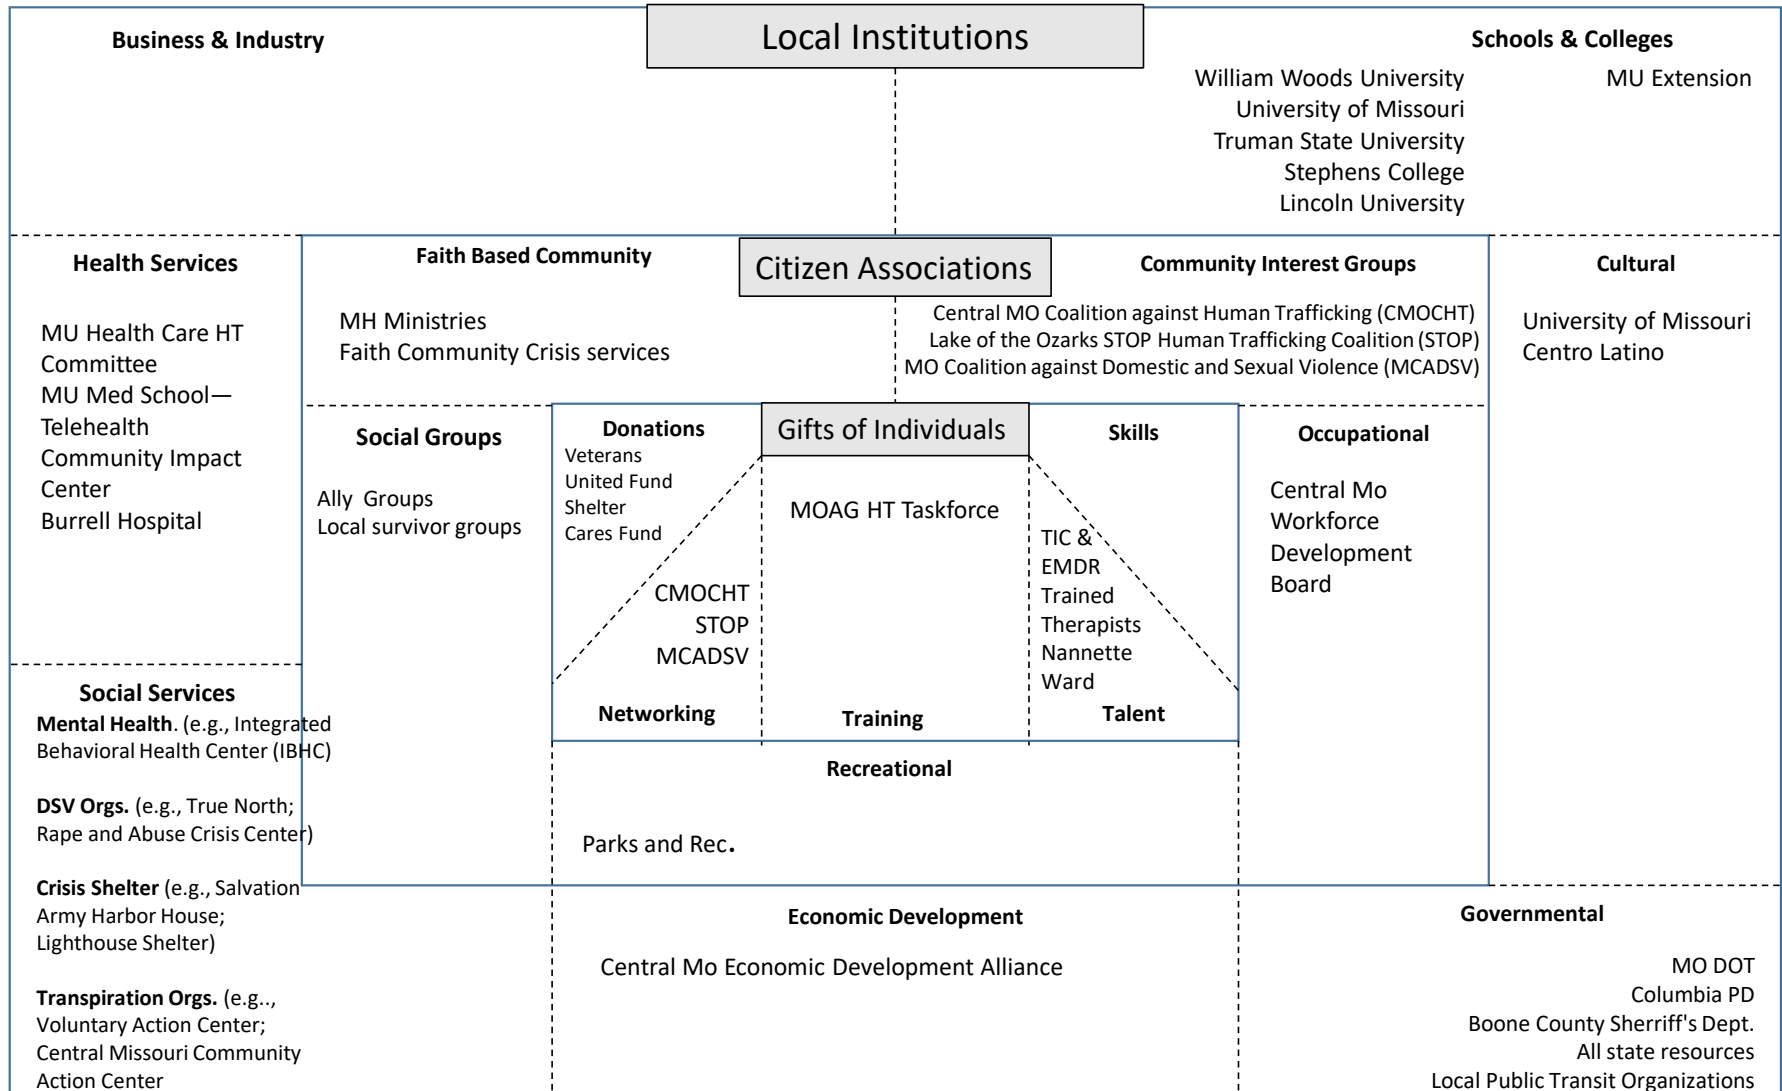 Local Institutions
Business & Industry
Schools & Colleges
William Woods University
University of Missouri
Truman State University
Stephens College
Lincoln University
MU Extension
Health Services
MU Health Care HT
Committee
MU Med School—
Telehealth
Community Impact
Center
Burrell Hospital
Faith Based Community
MH Ministries
Faith Community Crisis services
Citizen Associations
Community Interest Groups
Central MO Coalition against Human Trafficking (CMOCHT)
Lake of the Ozarks STOP Human Trafficking Coalition (STOP)
MO Coalition against Domestic and Sexual Violence (MCADSV)
Cultural
University of Missouri
Centro Latino
Social Groups
Ally Groups
Local survivor groups
Donations
Veterans
United Fund
Shelter
Cares Fund
Gifts of Individuals
MOAG HT Taskforce
Skills
TIC &
EMDR
Trained
Therapists
Nannette
Ward
Occupational
Central Mo
Workforce
Development
Board
CMOCHT
STOP
MCADSV
Networking
Training
Talent
Social Services
Mental Health. (e.g., Integrated
Behavioral Health Center (IBHC)
DSV Orgs. (e.g., True North;
Rape and Abuse Crisis Center)
Crisis Shelter (e.g., Salvation
Army Harbor House;
Lighthouse Shelter)
Transpiration Orgs. (e.g..,
Voluntary Action Center;
Central Missouri Community
Action Center
Recreational
Parks and Rec.
Economic Development
Central Mo Economic Development Alliance
Governmental
MO DOT
Columbia PD
Boone County Sherriff's Dept.
All state resources
Local Public Transit Organizations